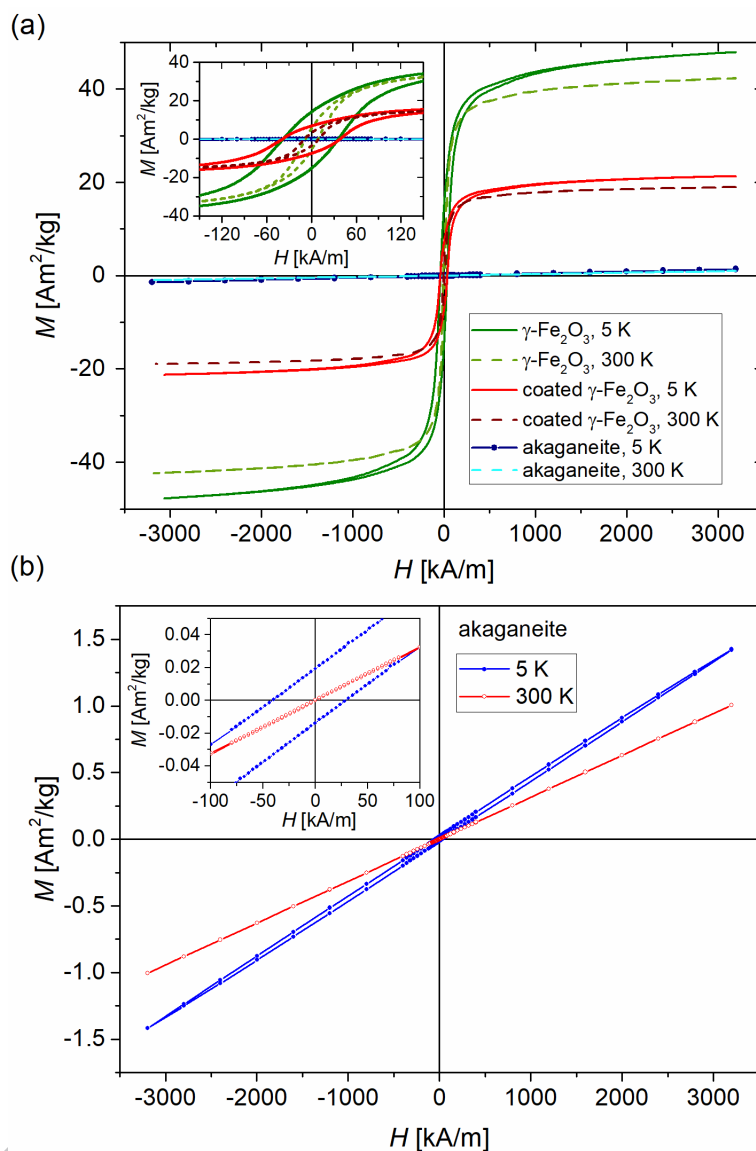 (a)
40
20
0
-20
-40
M [Am²/kg]
-3000 -2000 -1000 0 1000 2000 3000
H [kA/m]
40
20
0
-20
-40
M [Am²/kg]
-120 -60 0 60 120
H [kA/m]
γ-Fe₂O₃, 5 K
γ-Fe₂O₃, 300 K
coated γ-Fe₂O₃, 5 K
coated γ-Fe₂O₃, 300 K
akaganeite, 5 K
akaganeite, 300 K
(b)
1.5
1.0
0.5
0.0
-0.5
-1.0
-1.5
M [Am²/kg]
-3000 -2000 -1000 0 1000 2000 3000
H [kA/m]
0.04
0.02
0.00
-0.02
-0.04
M [Am²/kg]
-100 -50 0 50 100
H [kA/m]
akaganeite
5 K
300 K